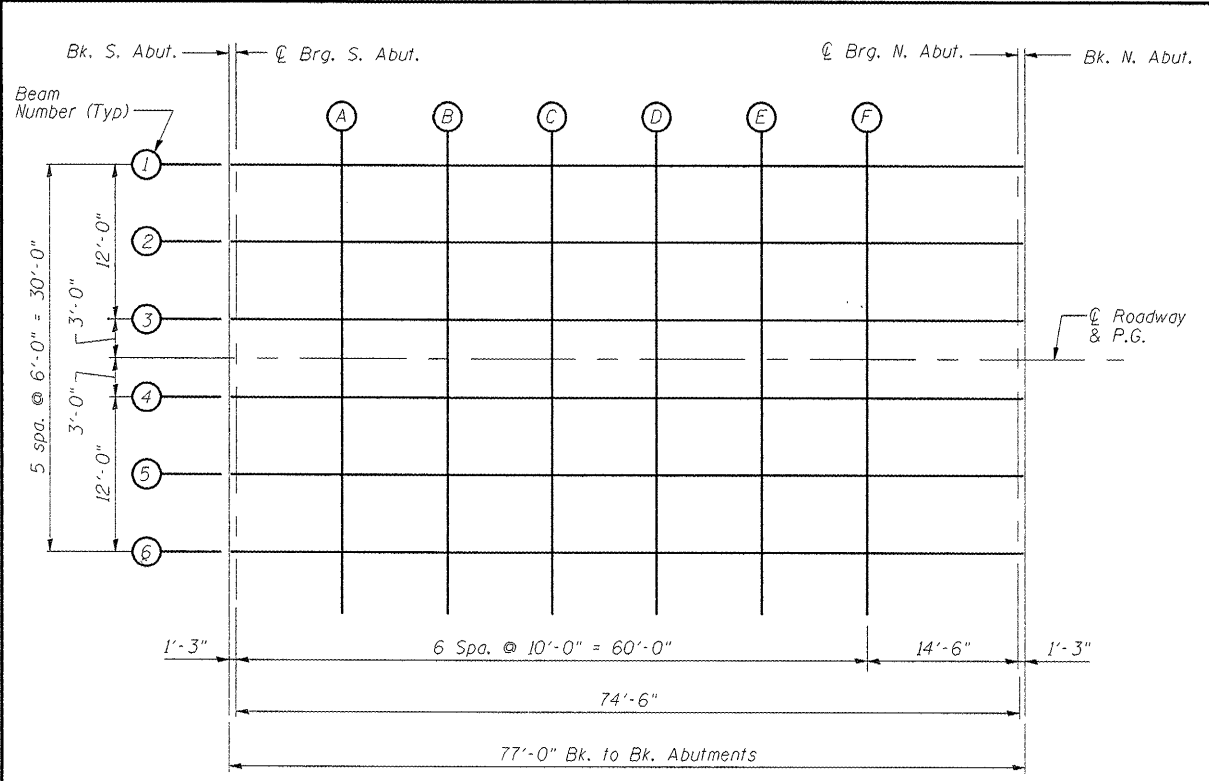 Bk. S. Abut.
℄ Brg. S. Abut.
℄ Brg. N. Abut.
Bk. N. Abut.
Beam
Number (Typ)
A
B
C
D
E
F
1
2
3
4
5
6
5 spa. @ 6'-0" = 30'-0"
12'-0"
3'-0"
3'-0"
12'-0"
℄ Roadway
& P.G.
1'-3"
6 Spa. @ 10'-0" = 60'-0"
14'-6"
1'-3"
74'-6"
77'-0" Bk. to Bk. Abutments